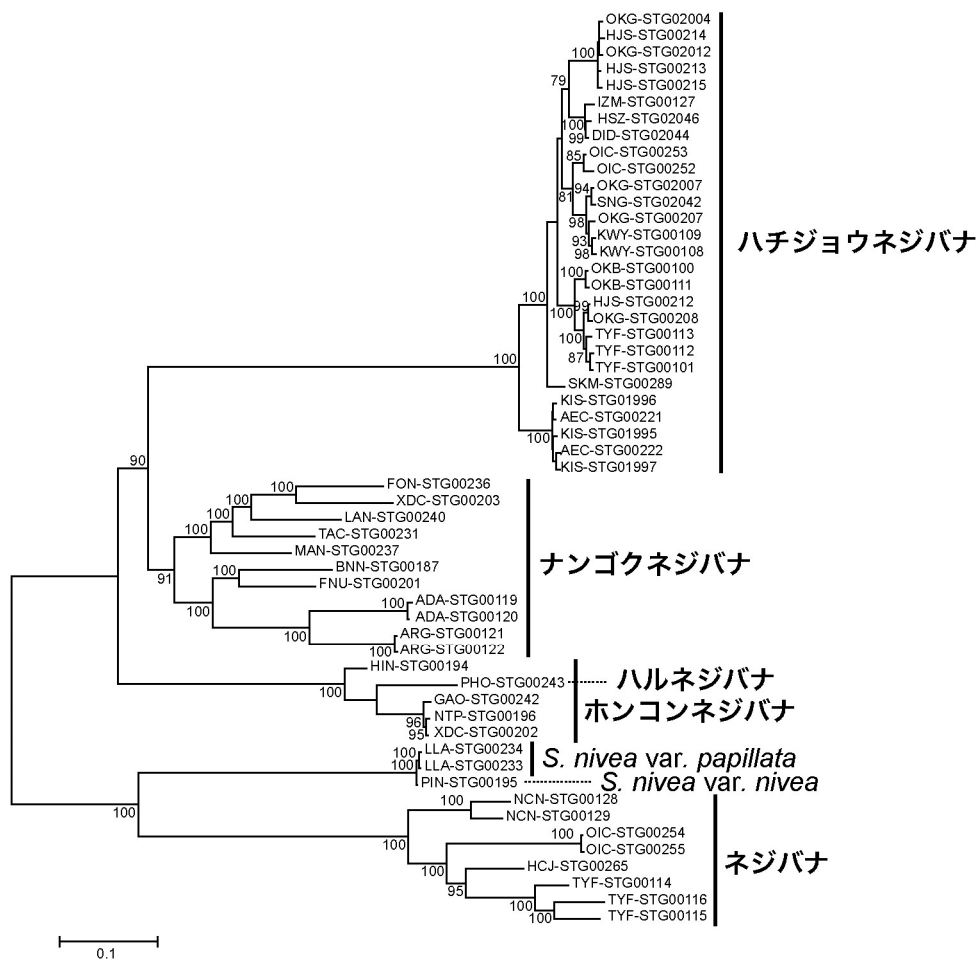 OKG-STG02004
HJS-STG00214
100 OKG-STG02012
HJS-STG00213
79 HJS-STG00215
IZM-STG00127
100 HSZ-STG02046
99 DID-STG02044
85 OIC-STG00253
OIC-STG00252
94 OKG-STG02007
81 SNG-STG02042
98 OKG-STG00207
93 KWY-STG00109
98 KWY-STG00108
ハチジョウネジバナ
100 OKB-STG00100
OKB-STG00111
100 99 HJS-STG00212
100 OKG-STG00208
100 TYF-STG00113
87 TYF-STG00112
100 TYF-STG00101
SKM-STG00289
KIS-STG01996
AEC-STG00221
100 KIS-STG01995
AEC-STG00222
90 KIS-STG01997
100 FON-STG00236
100 XDC-STG00203
100 LAN-STG00240
100 TAC-STG00231
MAN-STG00237
91 100 BNN-STG00187
ナンゴクネジバナ
100 FNU-STG00201
100 ADA-STG00119
ADA-STG00120
100 ARG-STG00121
100 ARG-STG00122
HIN-STG00194
100 PHO-STG00243 ハルネジバナ
GAO-STG00242
ホンコンネジバナ
96 NTP-STG00196
95 XDC-STG00202
100 LLA-STG00234
100 LLA-STG00233
S. nivea var. papillata
PIN-STG00195 S. nivea var. nivea
100
100 NCN-STG00128
NCN-STG00129
100 100 OIC-STG00254
OIC-STG00255
100 HCJ-STG00265
ネジバナ
95 TYF-STG00114
100 TYF-STG00116
100 TYF-STG00115
0.1